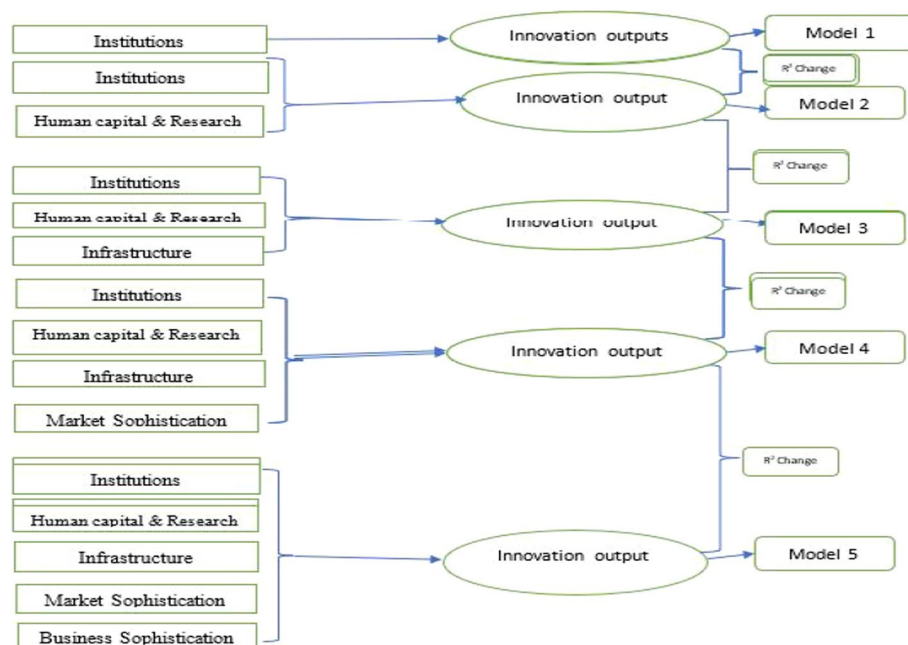 Institutions
Innovation outputs
Model 1
R² Change
Institutions
Human capital & Research
Innovation output
Model 2
R² Change
Institutions
Human capital & Research
Infrastructure
Innovation output
Model 3
R² Change
Institutions
Human capital & Research
Infrastructure
Market Sophistication
Innovation output
Model 4
R² Change
Institutions
Human capital & Research
Infrastructure
Market Sophistication
Business Sophistication
Innovation output
Model 5